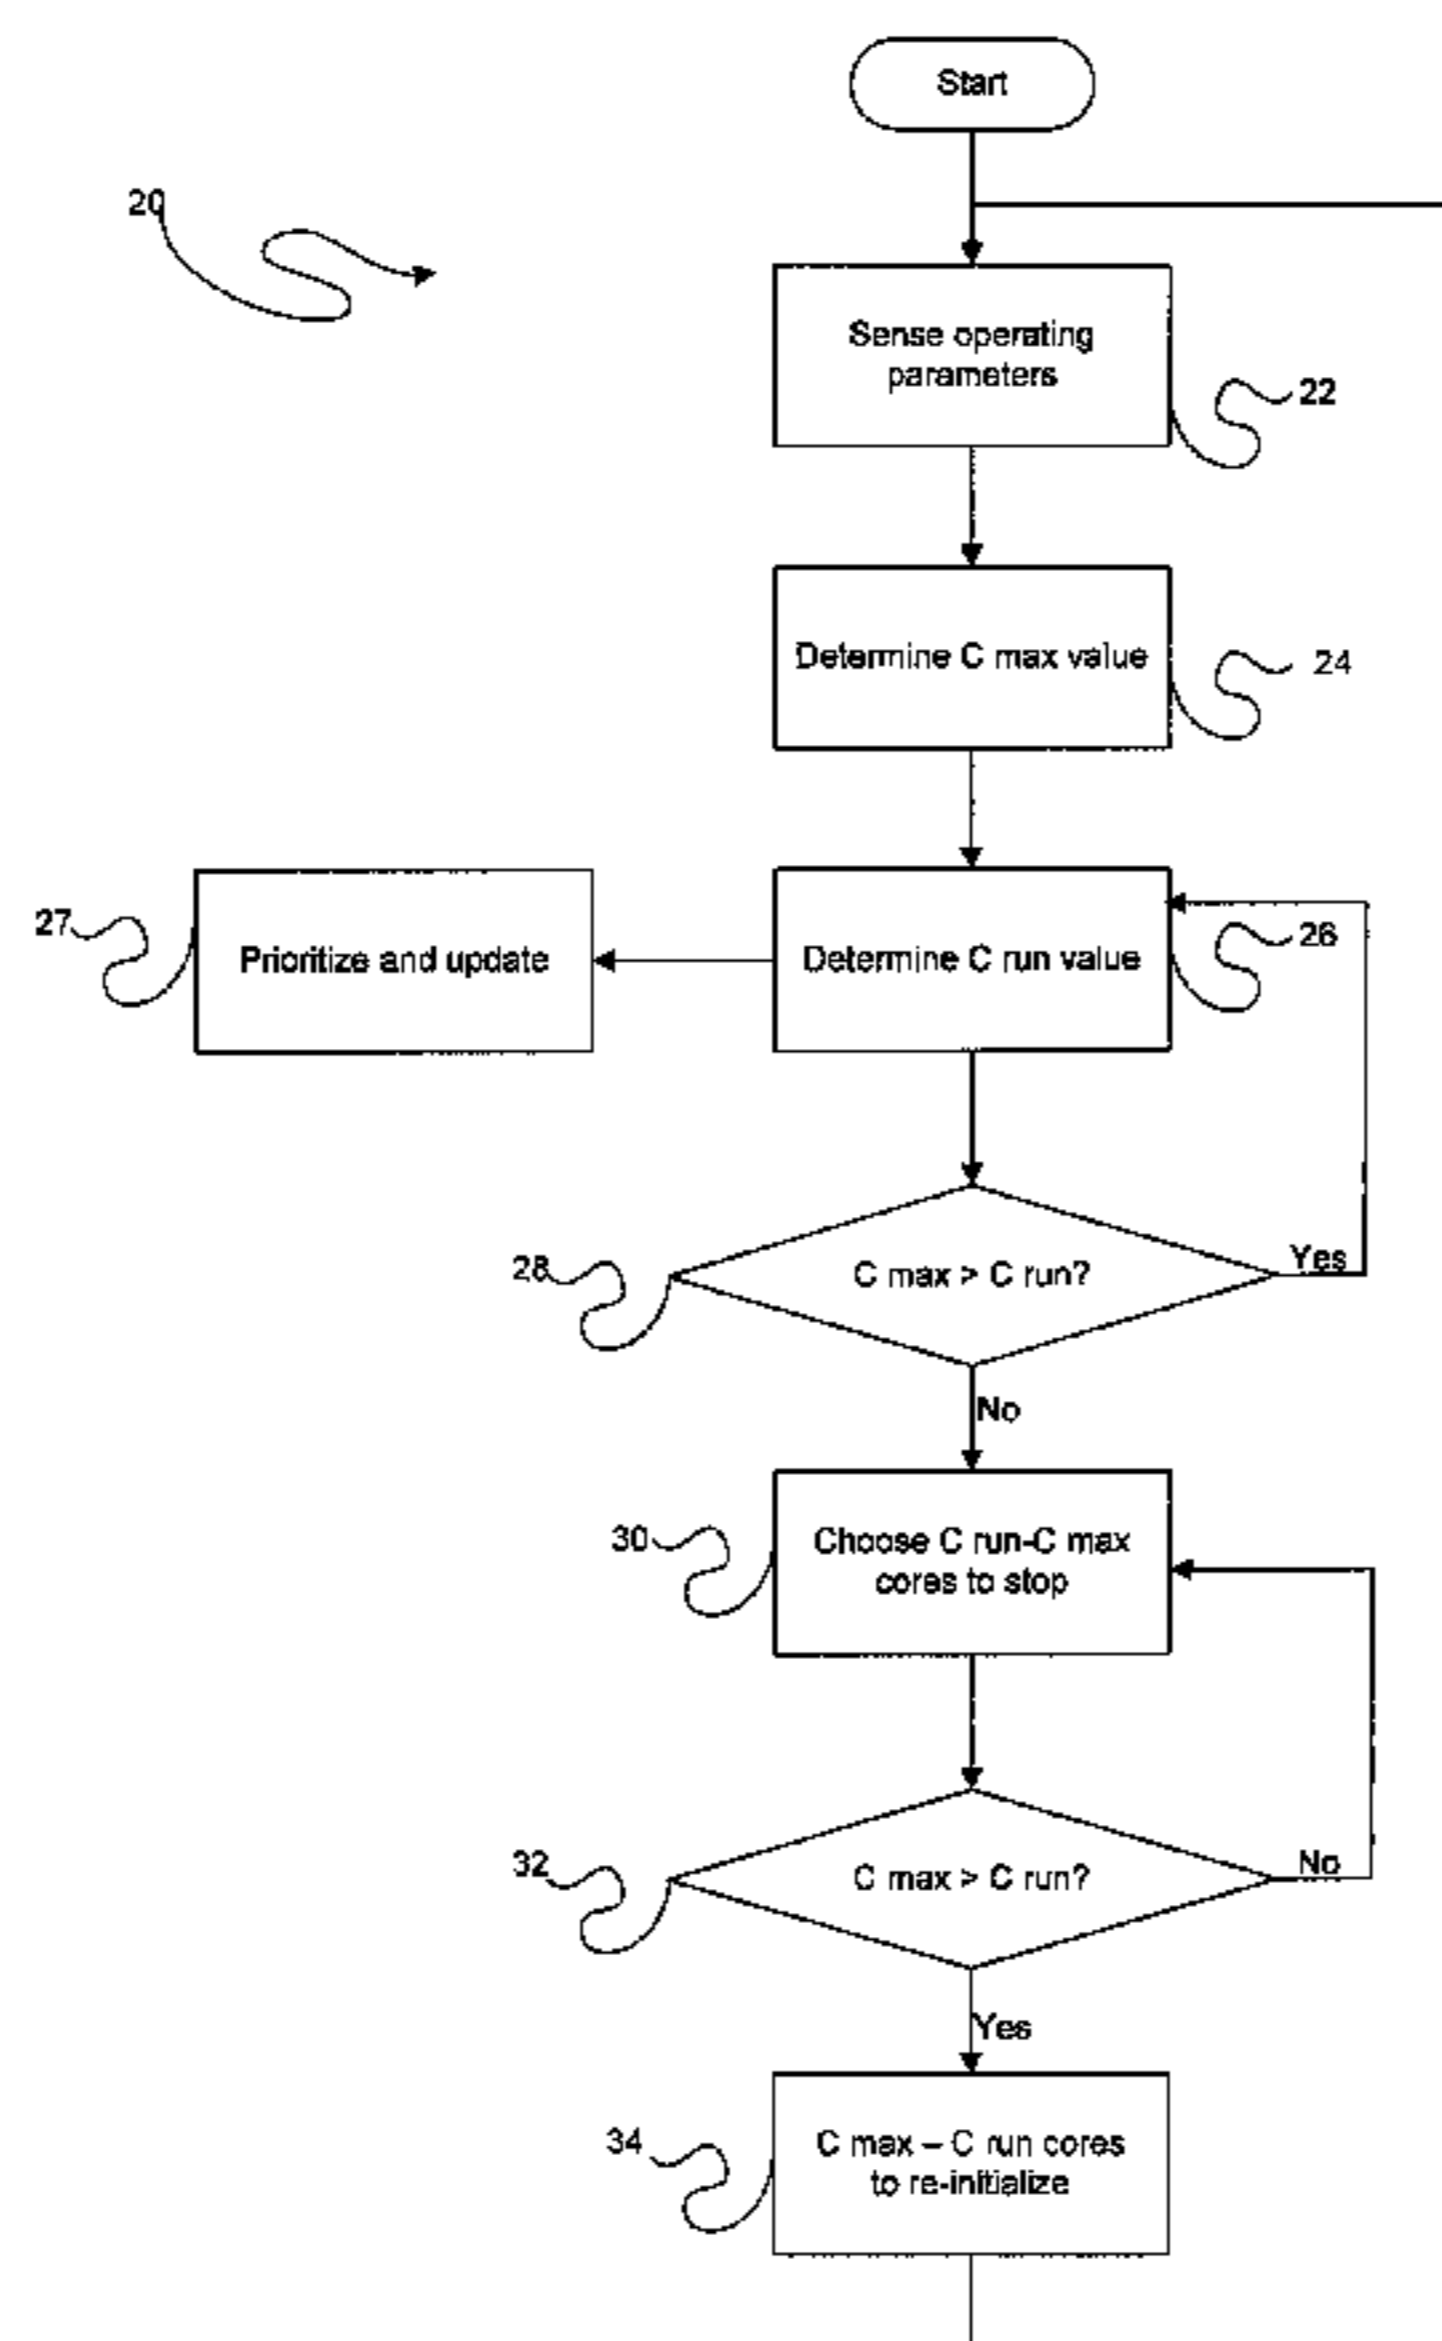 Start
20
Sense operating
parameters
22
Determine C max value
24
27
Prioritize and update
Determine C run value
26
28
C max > C run?
Yes
No
30
Choose C run-C max
cores to stop
32
C max > C run?
No
Yes
34
C max – C run cores
to re-initialize